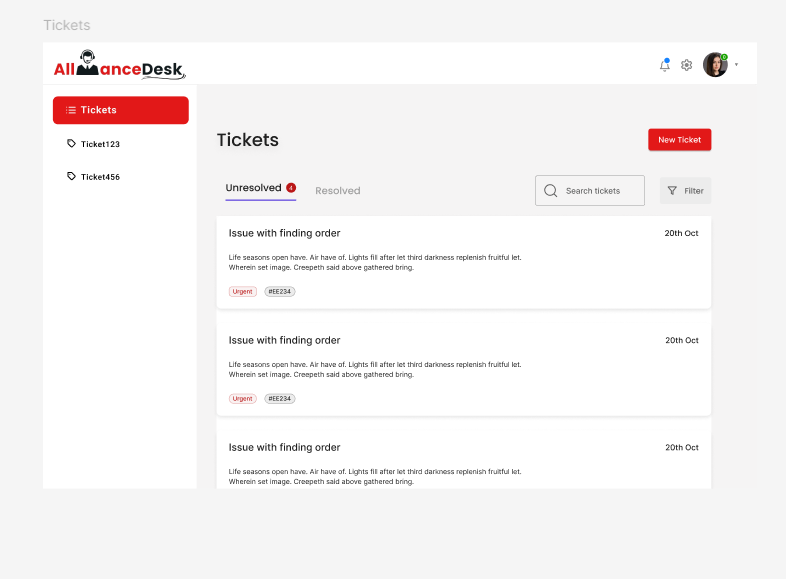 Tickets
AllianceDesk
Tickets
Ticket123
Ticket456
Tickets
New Ticket
Unresolved 4
Resolved
Search tickets
Filter
Issue with finding order
20th Oct
Life seasons open have. Air have of. Lights fill after let third darkness replenish fruitful let.
Wherein set image. Creepeth said above gathered bring.
Urgent
#EE234
Issue with finding order
20th Oct
Life seasons open have. Air have of. Lights fill after let third darkness replenish fruitful let.
Wherein set image. Creepeth said above gathered bring.
Urgent
#EE234
Issue with finding order
20th Oct
Life seasons open have. Air have of. Lights fill after let third darkness replenish fruitful let.
Wherein set image. Creepeth said above gathered bring.